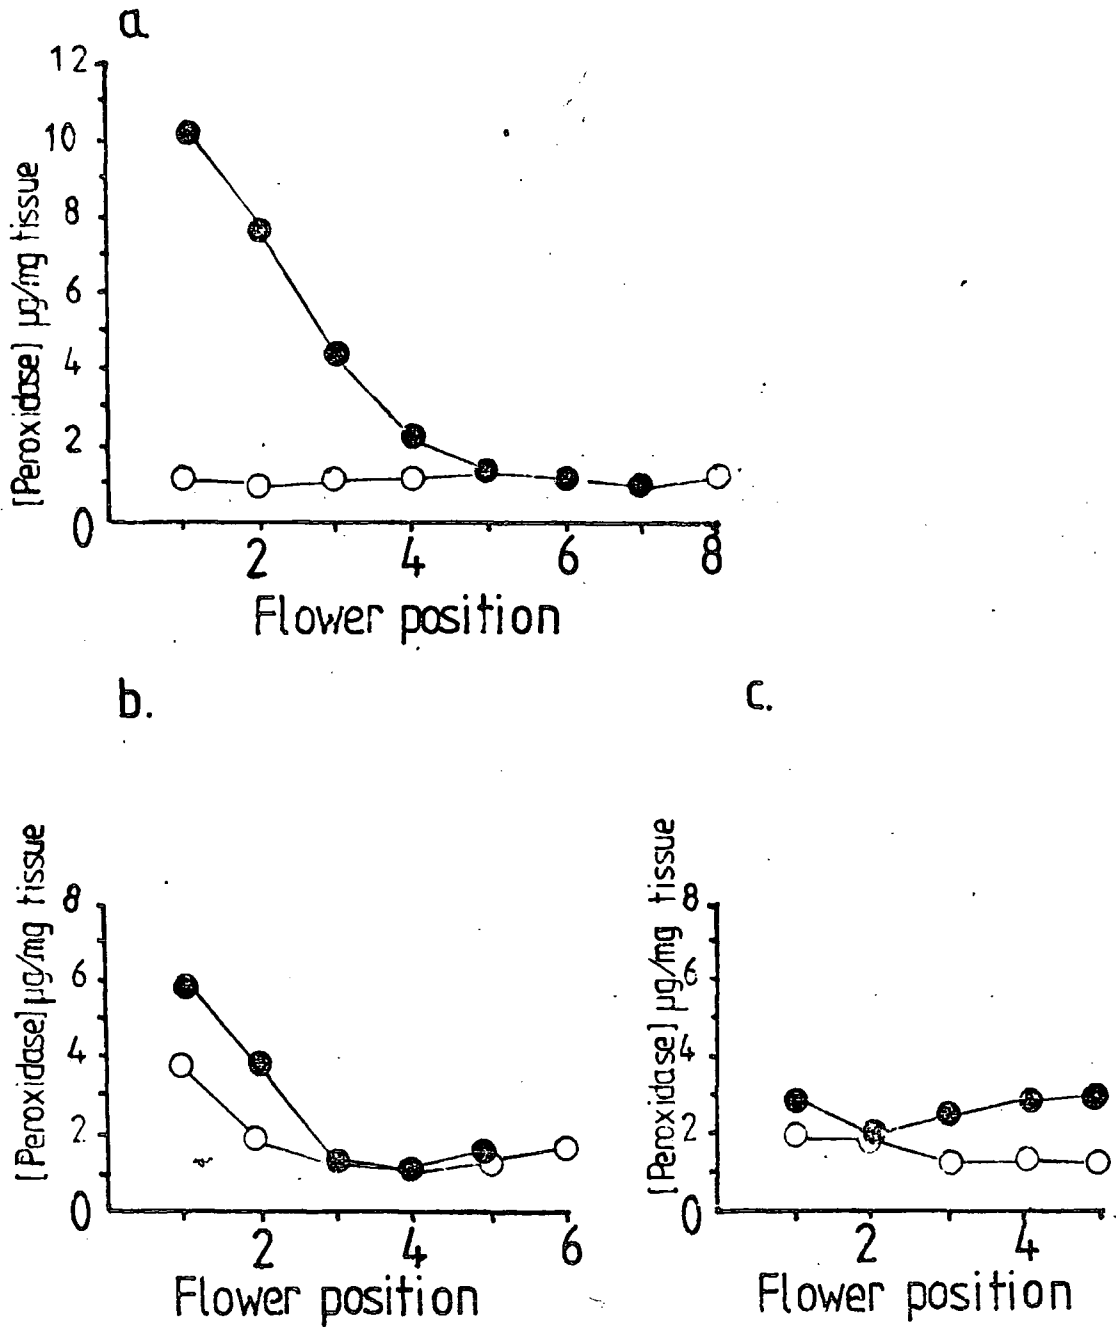 a
[Peroxidase] µg/mg tissue
12
10
8
6
4
2
0
2 4 6 8
Flower position
b.
[Peroxidase] µg/mg tissue
8
6
4
2
0
2 4 6
Flower position
c.
[Peroxidase] µg/mg tissue
8
6
4
2
0
2 4
Flower position